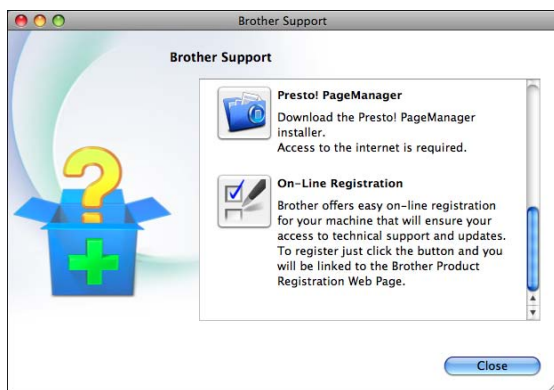 Brother Support
Brother Support
Presto! PageManager
Download the Presto! PageManager
installer.
Access to the internet is required.
On-Line Registration
Brother offers easy on-line registration
for your machine that will ensure your
access to technical support and updates.
To register just click the button and you
will be linked to the Brother Product
Registration Web Page.
Close